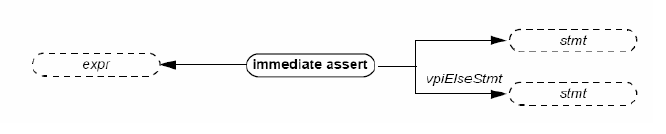 stmt
expr
immediate assert
vpiElseStmt
stmt